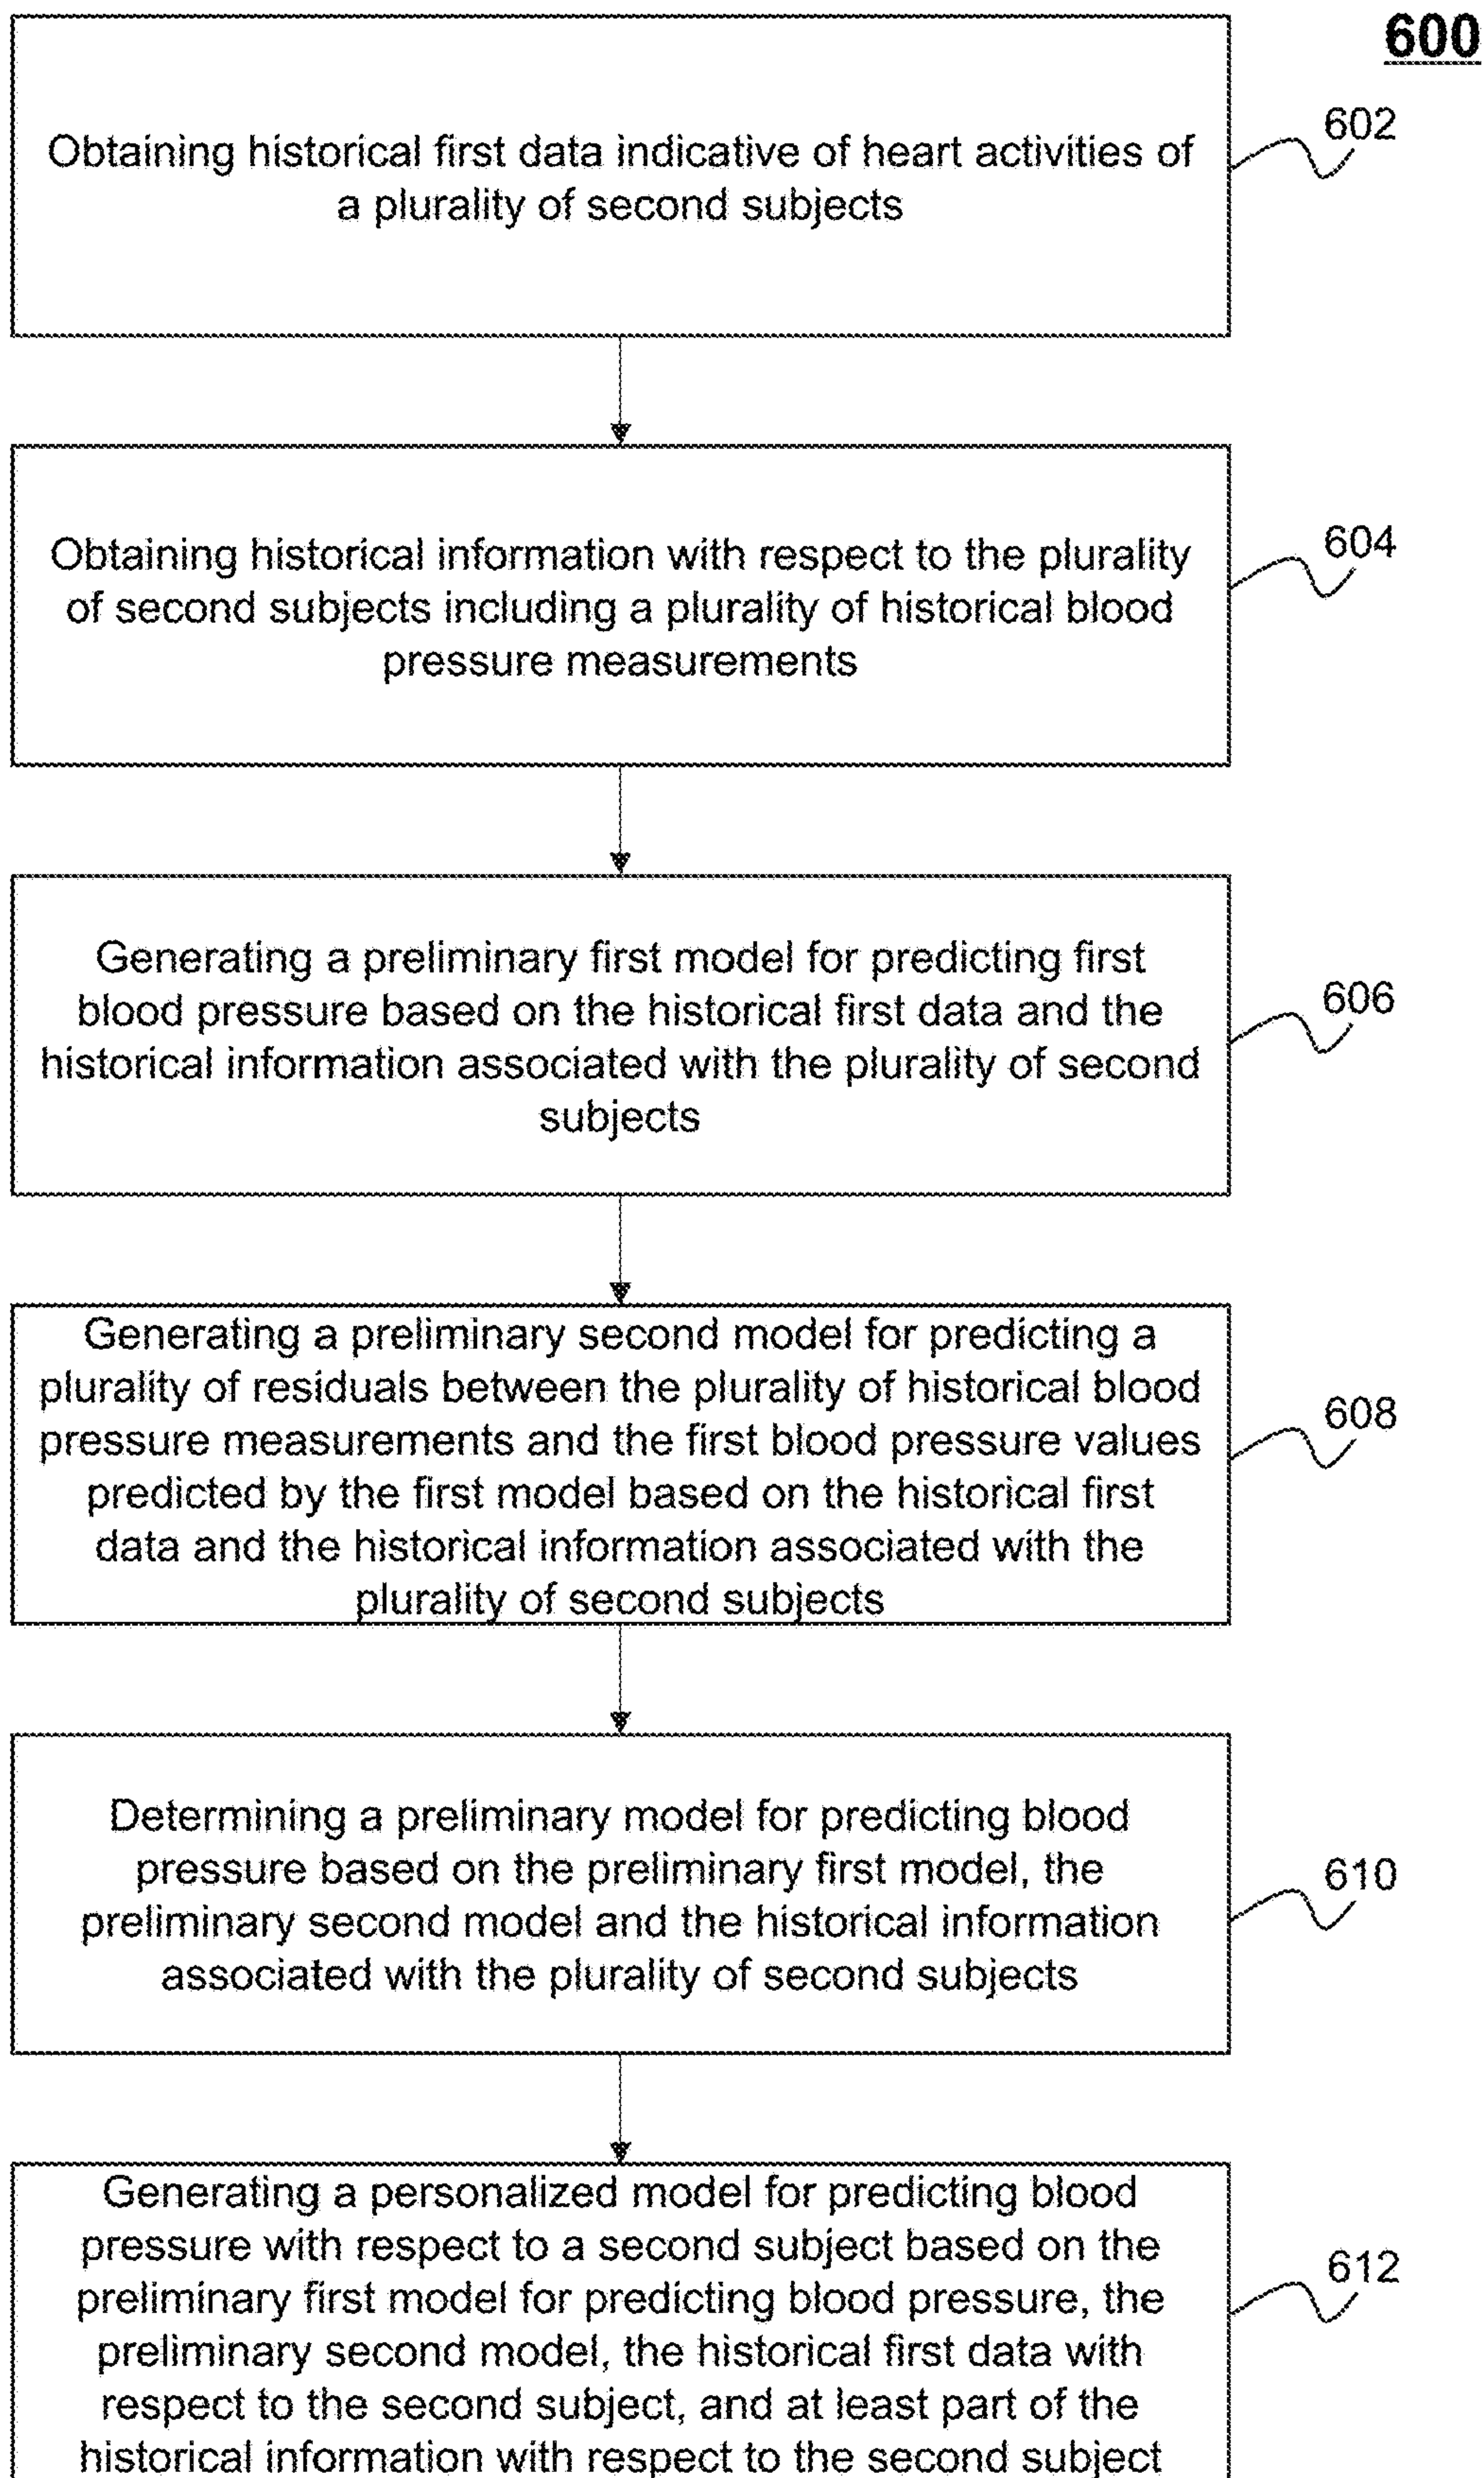 600
Obtaining historical first data indicative of heart activities of
a plurality of second subjects
602
Obtaining historical information with respect to the plurality
of second subjects including a plurality of historical blood
pressure measurements
604
Generating a preliminary first model for predicting first
blood pressure based on the historical first data and the
historical information associated with the plurality of second
subjects
606
Generating a preliminary second model for predicting a
plurality of residuals between the plurality of historical blood
pressure measurements and the first blood pressure values
predicted by the first model based on the historical first
data and the historical information associated with the
plurality of second subjects
608
Determining a preliminary model for predicting blood
pressure based on the preliminary first model, the
preliminary second model and the historical information
associated with the plurality of second subjects
610
Generating a personalized model for predicting blood
pressure with respect to a second subject based on the
preliminary first model for predicting blood pressure, the
preliminary second model, the historical first data with
respect to the second subject, and at least part of the
historical information with respect to the second subject
612